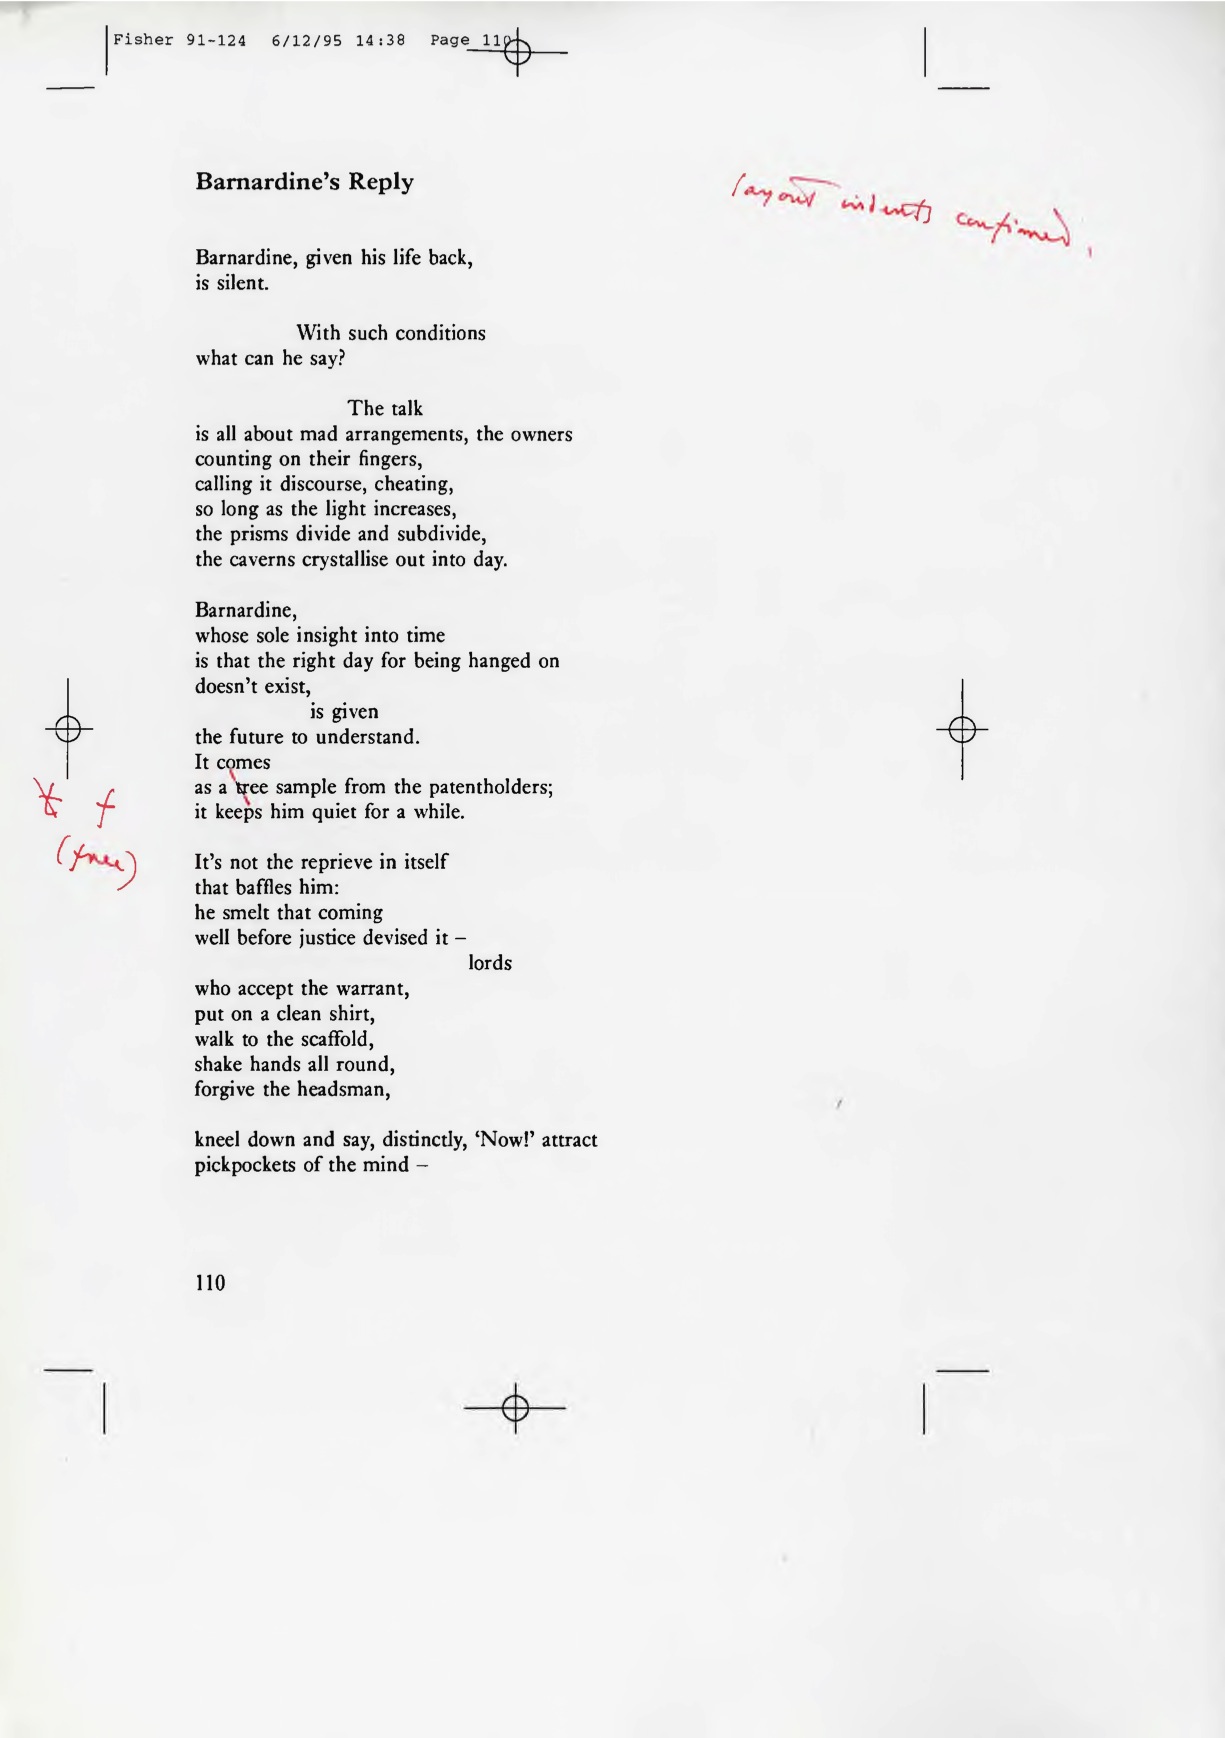 Fisher 91-124 6/12/95 14:38 Page 110
Barnardine's Reply
layout indents confirmed.
Barnardine, given his life back,
is silent.
With such conditions
what can he say?
The talk
is all about mad arrangements, the owners
counting on their fingers,
calling it discourse, cheating,
so long as the light increases,
the prisms divide and subdivide,
the caverns crystallise out into day.
Barnardine,
whose sole insight into time
is that the right day for being hanged on
doesn't exist,
is given
the future to understand.
It comes
as a tree sample from the patentholders;
it keeps him quiet for a while.
t f
(free)
It's not the reprieve in itself
that baffles him:
he smelt that coming
well before justice devised it –
lords
who accept the warrant,
put on a clean shirt,
walk to the scaffold,
shake hands all round,
forgive the headsman,
kneel down and say, distinctly, ‘Now!’ attract
pickpockets of the mind –
110